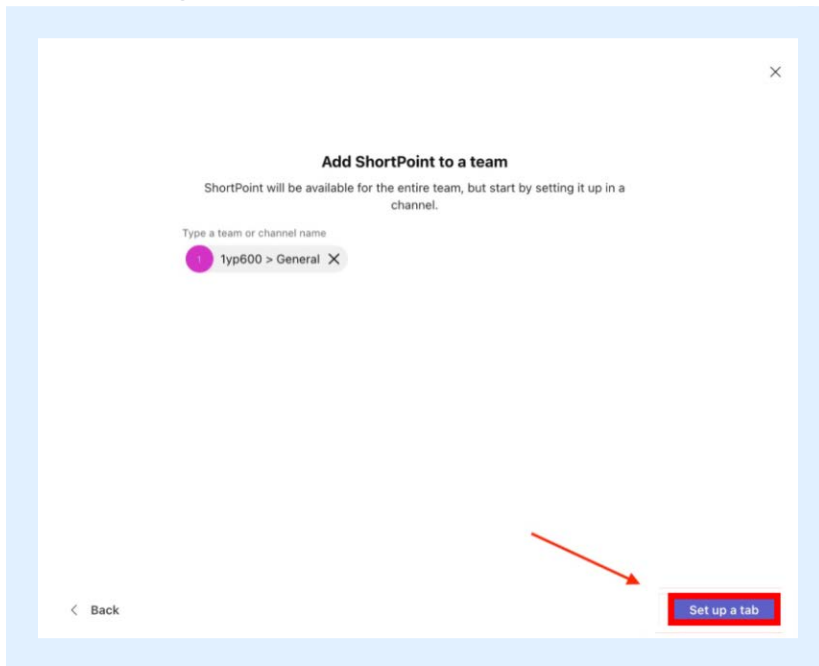 Add ShortPoint to a team
ShortPoint will be available for the entire team, but start by setting it up in a
channel.
Type a team or channel name
1 1yp600 > General
Back
Set up a tab